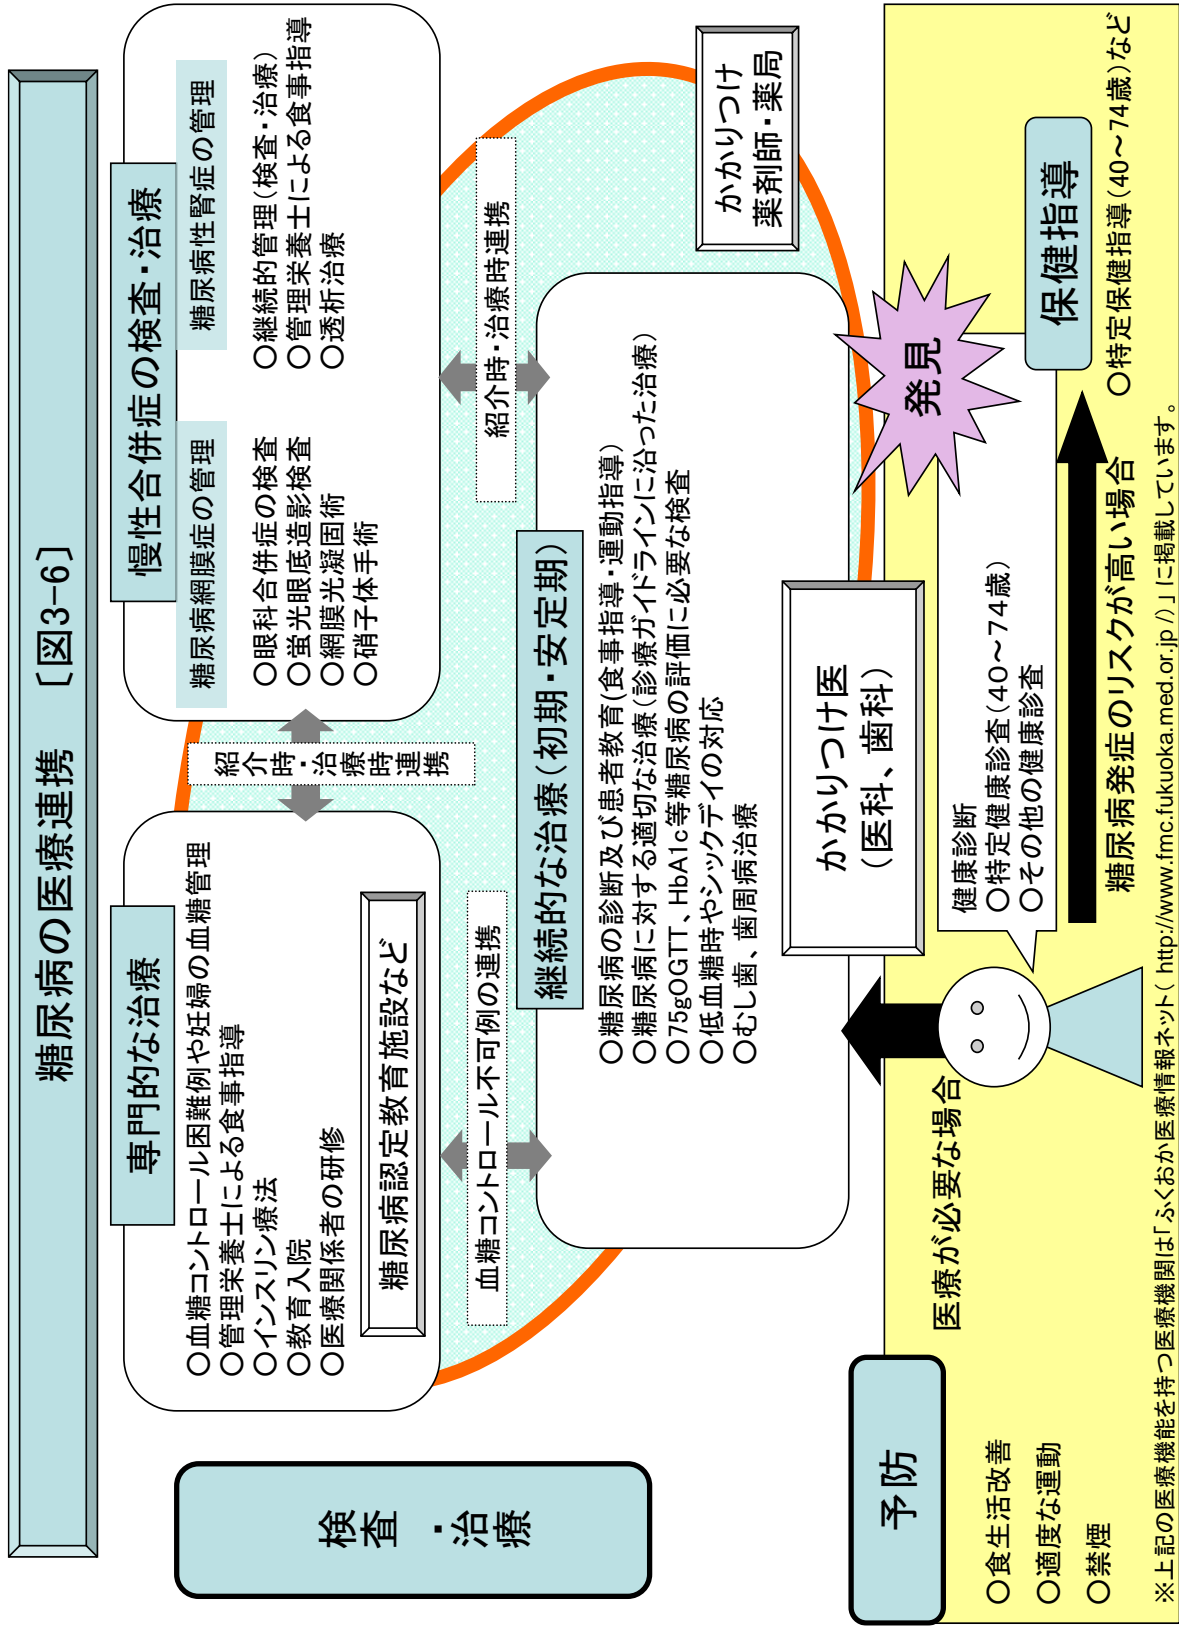 糖尿病の医療連携　［図3-6］
検査・治療
専門的な治療
○血糖コントロール困難例や妊婦の血糖管理
○管理栄養士による食事指導
○インスリン療法
○教育入院
○医療関係者の研修
糖尿病認定教育施設など
紹介時・治療時連携
慢性合併症の検査・治療
糖尿病網膜症の管理
○眼科合併症の検査
○蛍光眼底造影検査
○網膜光凝固術
○硝子体手術
糖尿病性腎症の管理
○継続的管理(検査・治療)
○管理栄養士による食事指導
○透析治療
血糖コントロール不可例の連携
紹介時・治療時連携
継続的な治療(初期・安定期)
○糖尿病の診断及び患者教育(食事指導・運動指導)
○糖尿病に対する適切な治療(診療ガイドラインに沿った治療)
○75gOGTT、HbA1c等糖尿病の評価に必要な検査
○低血糖時やシックデイの対応
○むし歯、歯周病治療
かかりつけ
薬剤師・薬局
かかりつけ医
(医科、歯科)
発見
予防
○食生活改善
○適度な運動
○禁煙
医療が必要な場合
健康診断
○特定健康診査(40～74歳)
○その他の健康診査
糖尿病発症のリスクが高い場合
保健指導
○特定保健指導(40～74歳)など
※上記の医療機能を持つ医療機関は「ふくおか医療情報ネット( http://www.fmc.fukuoka.med.or.jp /)」に掲載しています。